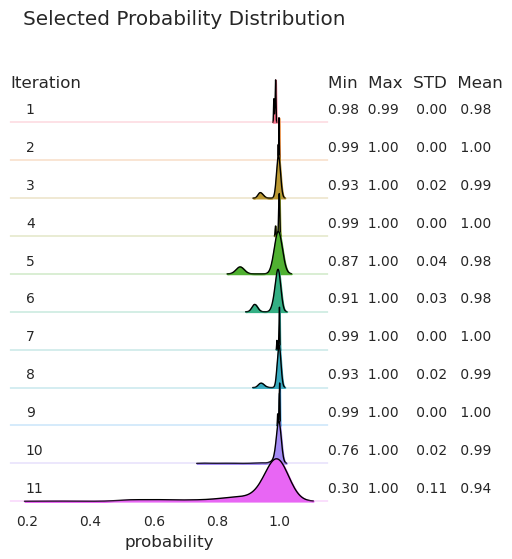 Selected Probability Distribution
Iteration Min Max STD Mean
1 0.98 0.99 0.00 0.98
2 0.99 1.00 0.00 1.00
3 0.93 1.00 0.02 0.99
4 0.99 1.00 0.00 1.00
5 0.87 1.00 0.04 0.98
6 0.91 1.00 0.03 0.98
7 0.99 1.00 0.00 1.00
8 0.93 1.00 0.02 0.99
9 0.99 1.00 0.00 1.00
10 0.76 1.00 0.02 0.99
11 0.30 1.00 0.11 0.94
0.2 0.4 0.6 0.8 1.0
probability